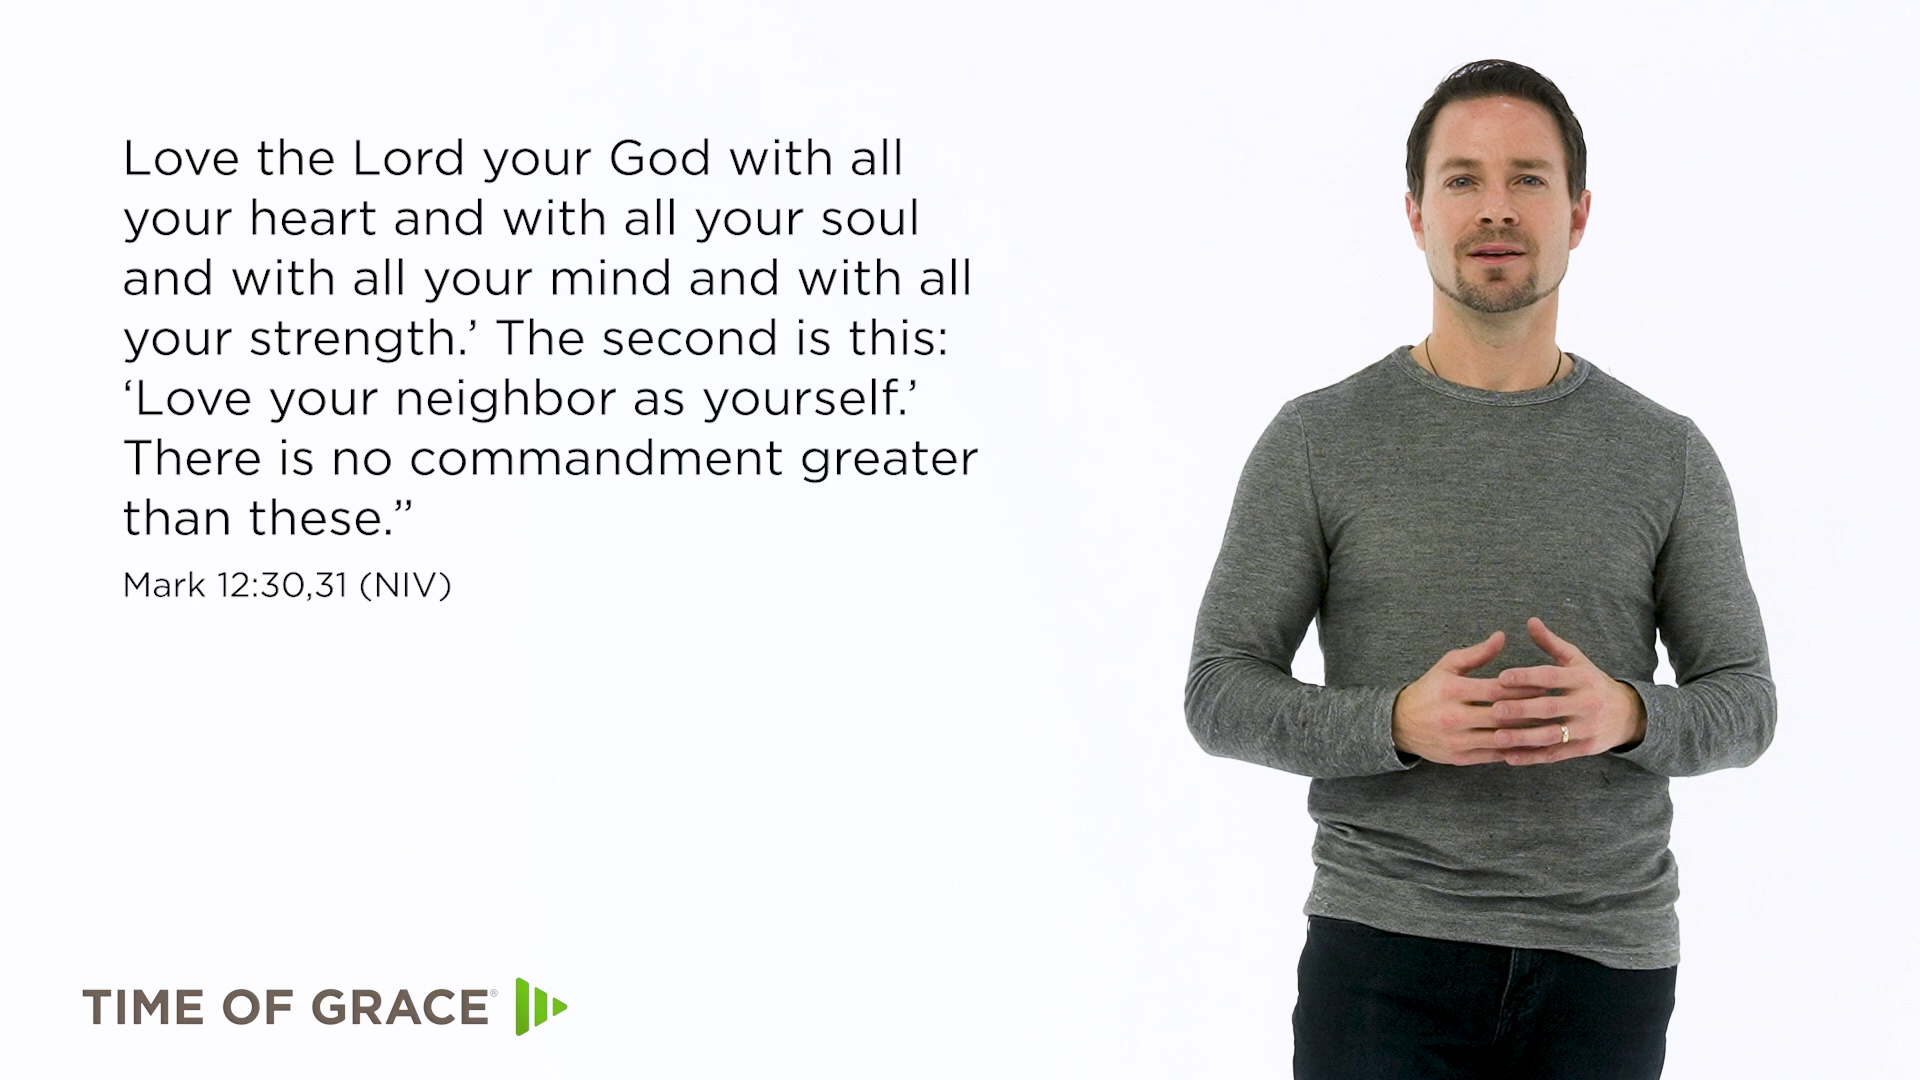 Love the Lord your God with all
your heart and with all your soul
and with all your mind and with all
your strength.’ The second is this:
‘Love your neighbor as yourself.’
There is no commandment greater
than these.”
Mark 12:30,31 (NIV)
TIME OF GRACE®